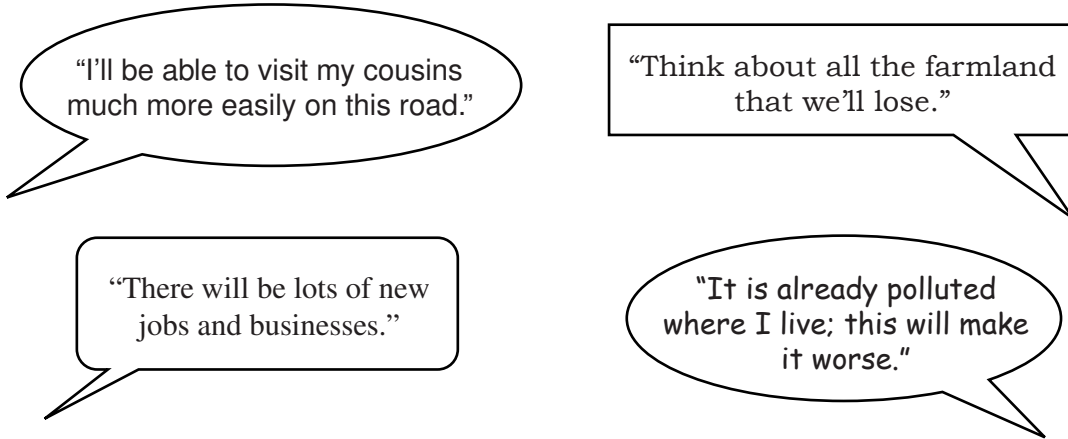 “I’ll be able to visit my cousins
much more easily on this road.”
“Think about all the farmland
that we’ll lose.”
“There will be lots of new
jobs and businesses.”
“It is already polluted
where I live; this will make
it worse.”